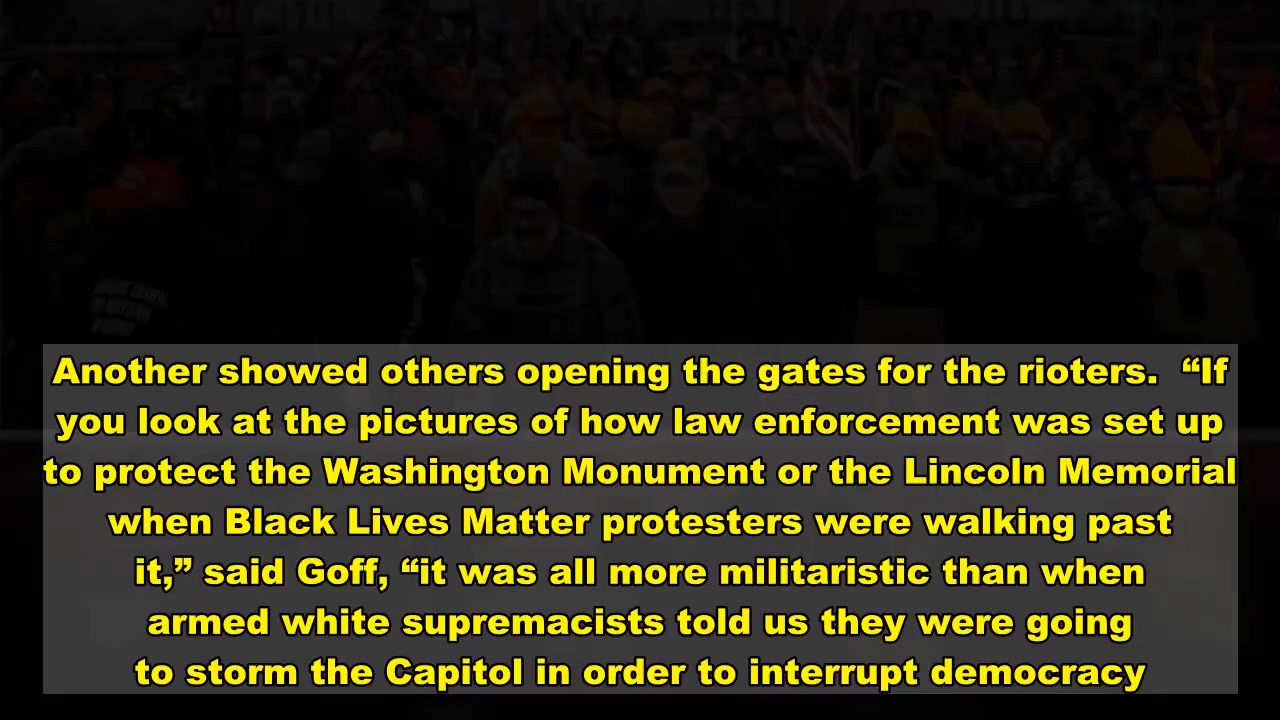 Another showed others opening the gates for the rioters.  “If
you look at the pictures of how law enforcement was set up
to protect the Washington Monument or the Lincoln Memorial
when Black Lives Matter protesters were walking past
it,” said Goff, “it was all more militaristic than when
armed white supremacists told us they were going
to storm the Capitol in order to interrupt democracy